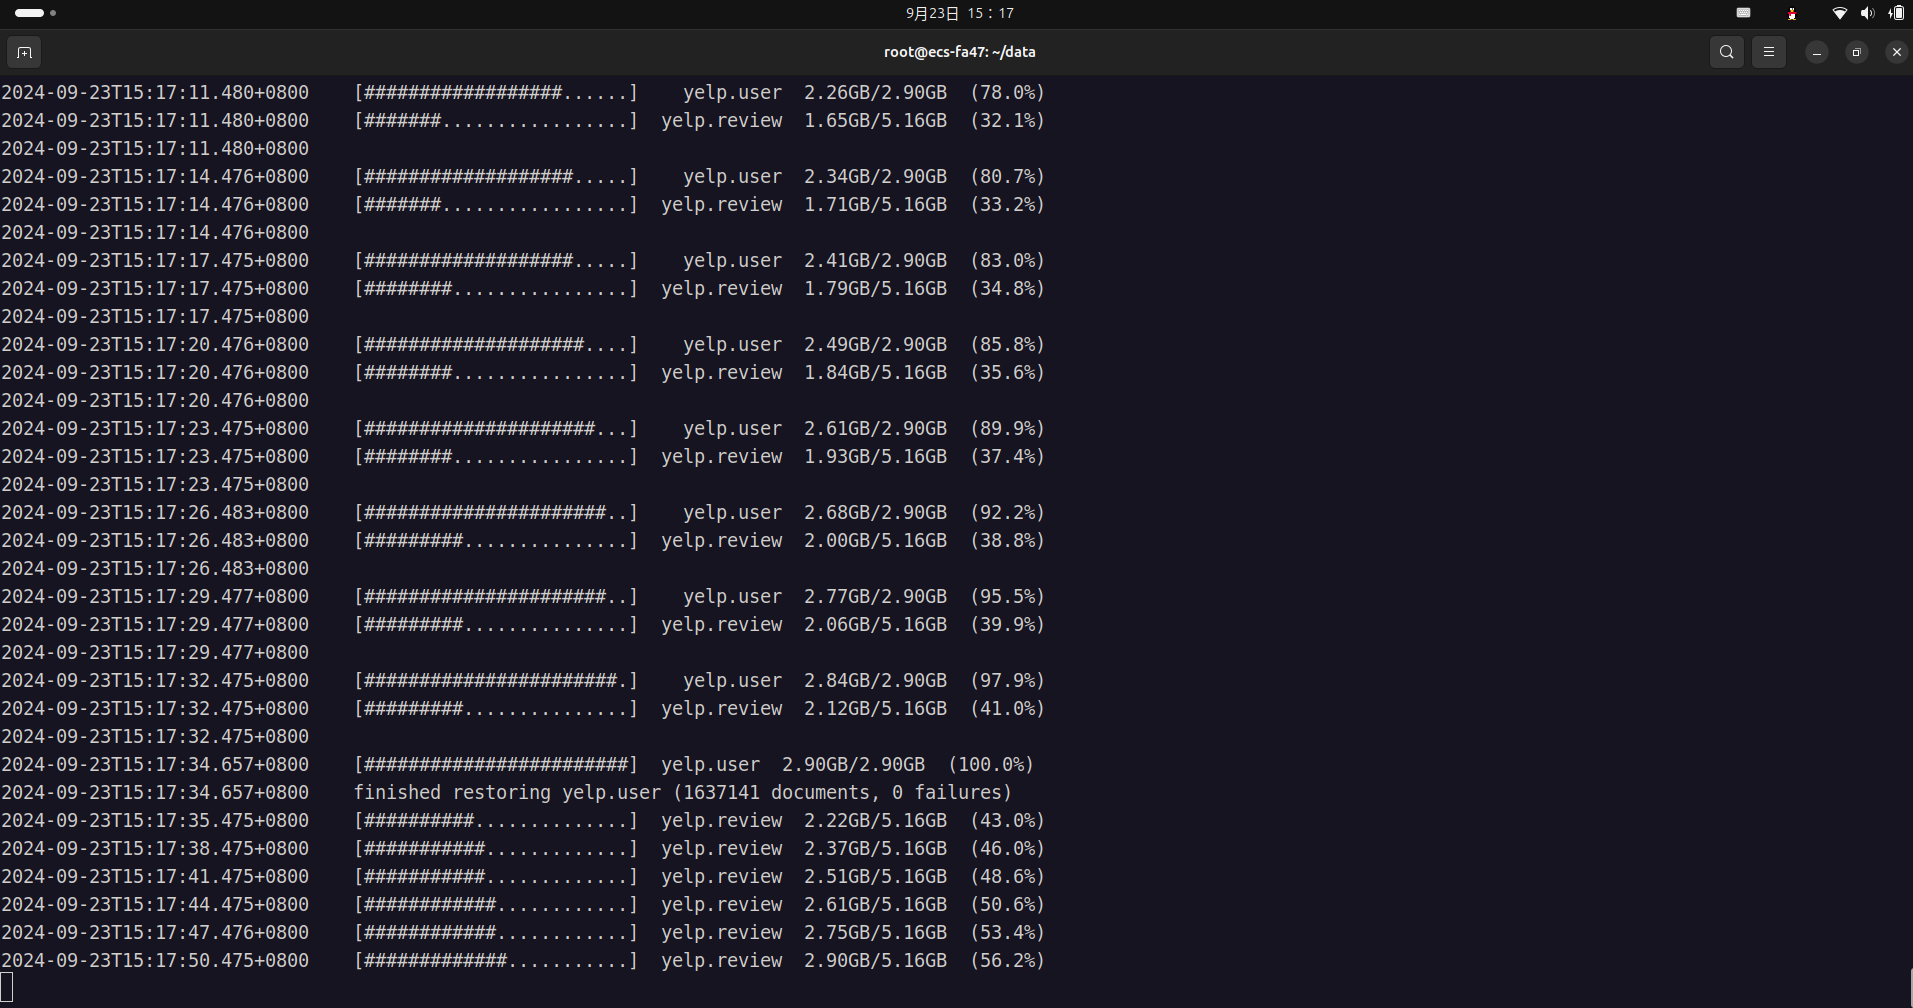 9月23日 15：17
root@ecs-fa47: ~/data
2024-09-23T15:17:11.480+0800    [##################......]    yelp.user  2.26GB/2.90GB  (78.0%)
2024-09-23T15:17:11.480+0800    [#######.................]  yelp.review  1.65GB/5.16GB  (32.1%)
2024-09-23T15:17:11.480+0800
2024-09-23T15:17:14.476+0800    [###################.....]    yelp.user  2.34GB/2.90GB  (80.7%)
2024-09-23T15:17:14.476+0800    [#######.................]  yelp.review  1.71GB/5.16GB  (33.2%)
2024-09-23T15:17:14.476+0800
2024-09-23T15:17:17.475+0800    [###################.....]    yelp.user  2.41GB/2.90GB  (83.0%)
2024-09-23T15:17:17.475+0800    [########................]  yelp.review  1.79GB/5.16GB  (34.8%)
2024-09-23T15:17:17.475+0800
2024-09-23T15:17:20.476+0800    [####################....]    yelp.user  2.49GB/2.90GB  (85.8%)
2024-09-23T15:17:20.476+0800    [########................]  yelp.review  1.84GB/5.16GB  (35.6%)
2024-09-23T15:17:20.476+0800
2024-09-23T15:17:23.475+0800    [#####################...]    yelp.user  2.61GB/2.90GB  (89.9%)
2024-09-23T15:17:23.475+0800    [########................]  yelp.review  1.93GB/5.16GB  (37.4%)
2024-09-23T15:17:23.475+0800
2024-09-23T15:17:26.483+0800    [######################..]    yelp.user  2.68GB/2.90GB  (92.2%)
2024-09-23T15:17:26.483+0800    [#########...............]  yelp.review  2.00GB/5.16GB  (38.8%)
2024-09-23T15:17:26.483+0800
2024-09-23T15:17:29.477+0800    [######################..]    yelp.user  2.77GB/2.90GB  (95.5%)
2024-09-23T15:17:29.477+0800    [#########...............]  yelp.review  2.06GB/5.16GB  (39.9%)
2024-09-23T15:17:29.477+0800
2024-09-23T15:17:32.475+0800    [#######################.]    yelp.user  2.84GB/2.90GB  (97.9%)
2024-09-23T15:17:32.475+0800    [#########...............]  yelp.review  2.12GB/5.16GB  (41.0%)
2024-09-23T15:17:32.475+0800
2024-09-23T15:17:34.657+0800    [########################]  yelp.user  2.90GB/2.90GB  (100.0%)
2024-09-23T15:17:34.657+0800    finished restoring yelp.user (1637141 documents, 0 failures)
2024-09-23T15:17:35.475+0800    [##########..............]  yelp.review  2.22GB/5.16GB  (43.0%)
2024-09-23T15:17:38.475+0800    [###########.............]  yelp.review  2.37GB/5.16GB  (46.0%)
2024-09-23T15:17:41.475+0800    [###########.............]  yelp.review  2.51GB/5.16GB  (48.6%)
2024-09-23T15:17:44.475+0800    [############............]  yelp.review  2.61GB/5.16GB  (50.6%)
2024-09-23T15:17:47.476+0800    [############............]  yelp.review  2.75GB/5.16GB  (53.4%)
2024-09-23T15:17:50.475+0800    [#############...........]  yelp.review  2.90GB/5.16GB  (56.2%)